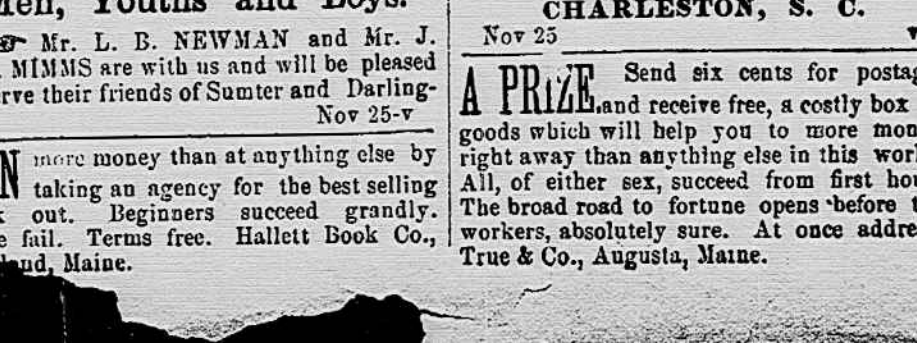 Men, Youths and Boys.
☞ Mr. L. B. NEWMAN and Mr. J.
MIMMS are with us and will be pleased
rve their friends of Sumter and Darling-
Nov 25-v
N more money than at anything else by
taking an agency for the best selling
out. Beginners succeed grandly.
fail. Terms free. Hallett Book Co.,
land, Maine.
CHARLESTON, S. C.
Nov 25
A PRIZE. Send six cents for posta
and receive free, a costly box
goods which will help you to more mon
right away than anything else in this worl
All, of either sex, succeed from first ho
The broad road to fortune opens before
workers, absolutely sure. At once addre
True & Co., Augusta, Maine.